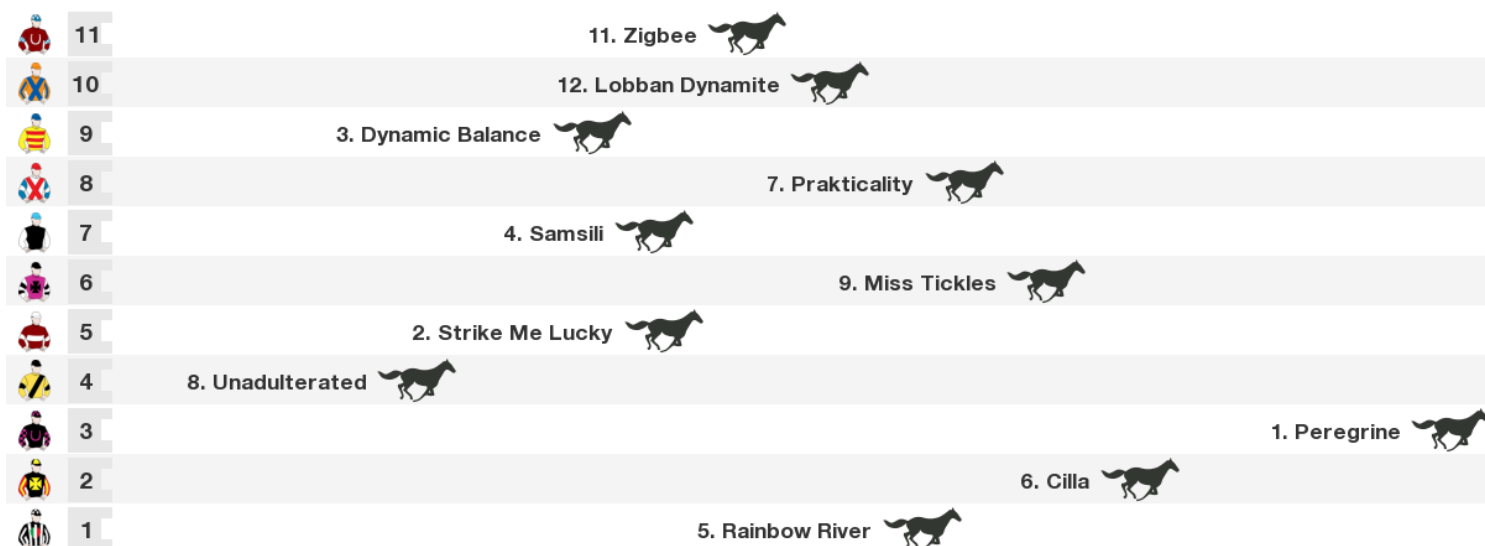 11 11. Zigbee
10 12. Lobban Dynamite
9 3. Dynamic Balance
8 7. Prakticality
7 4. Samsili
6 9. Miss Tickles
5 2. Strike Me Lucky
4 8. Unadulterated
3 1. Peregrine
2 6. Cilla
1 5. Rainbow River